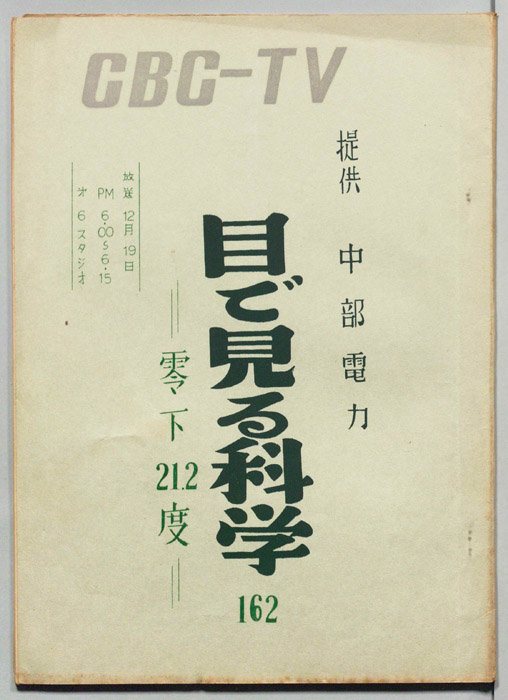 CBC-TV
提供 中部電力
目で見る科学
162
零下21.2度
放送 12月19日
PM 6.00~6.15
オ6スタジオ